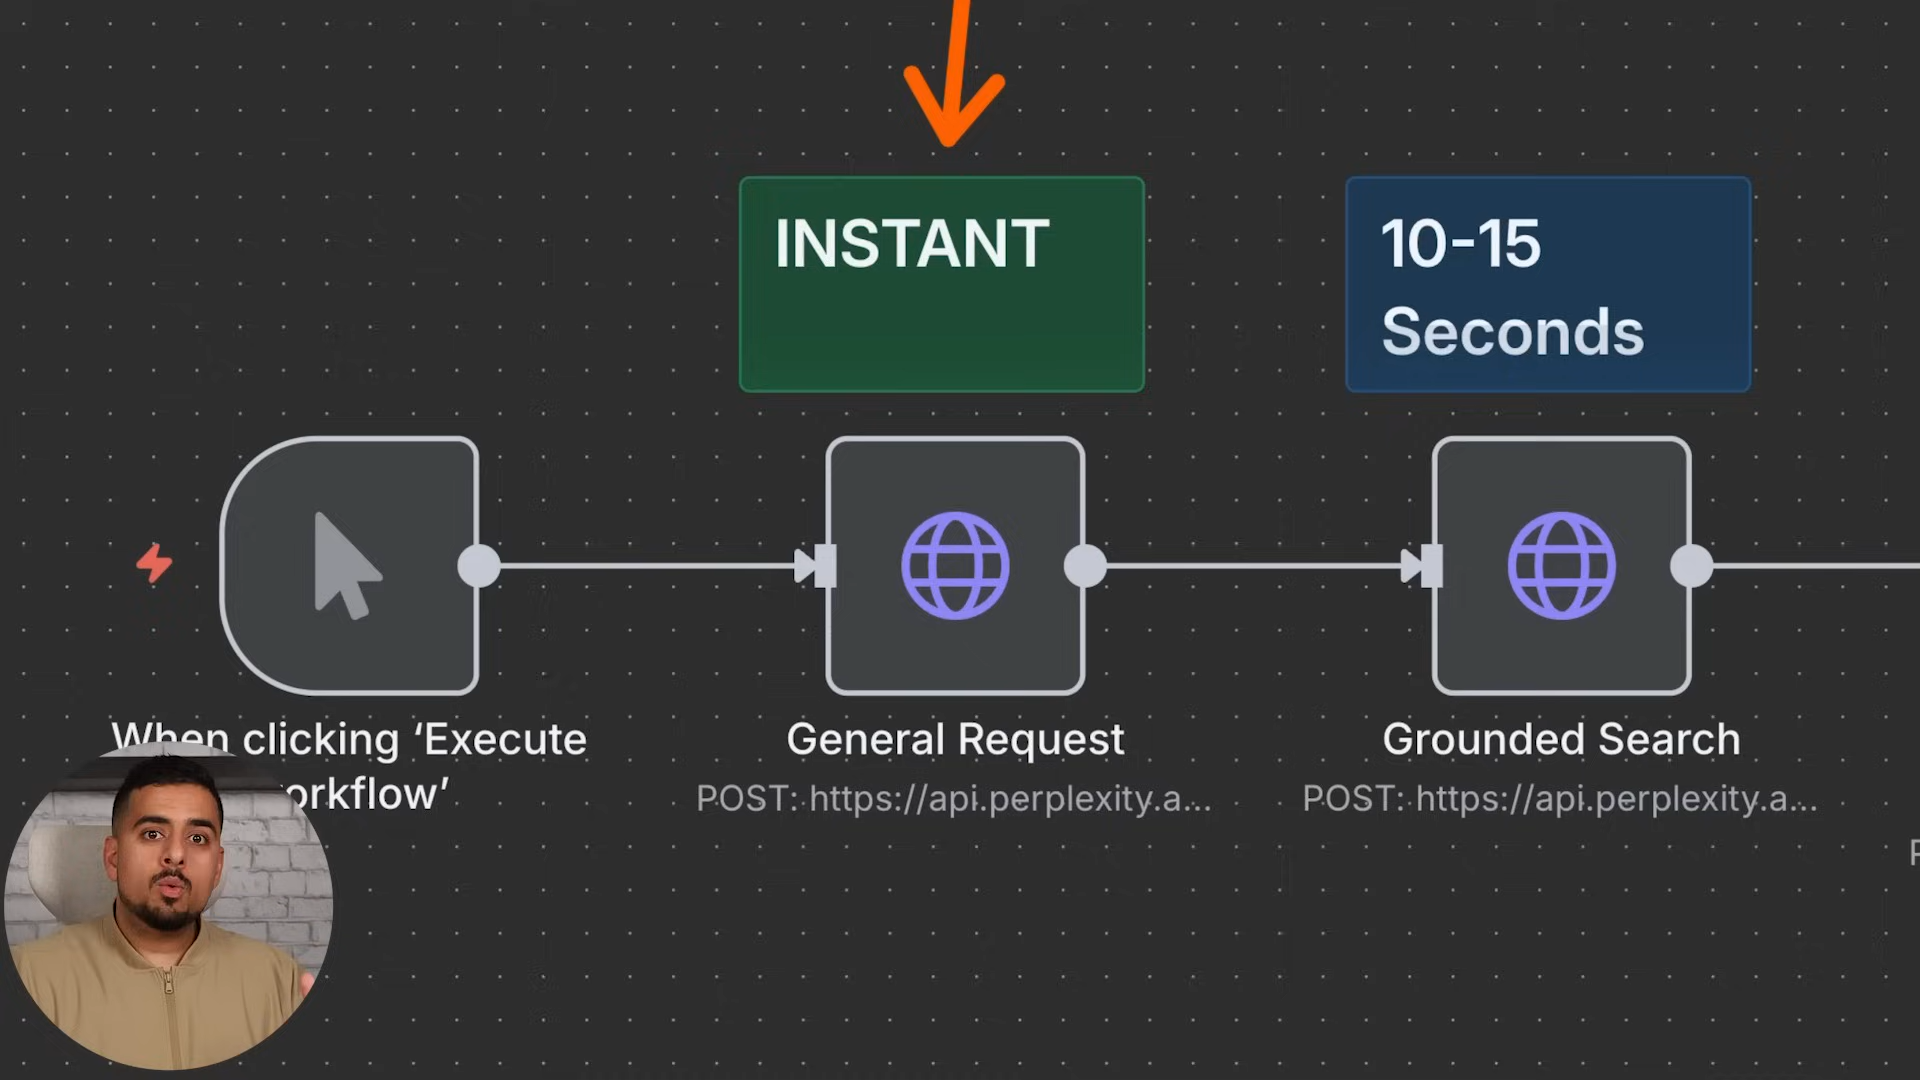 INSTANT
10-15
Seconds
When clicking ‘Execute
orkflow’
General Request
POST: https://api.perplexity.a...
Grounded Search
POST: https://api.perplexity.a...